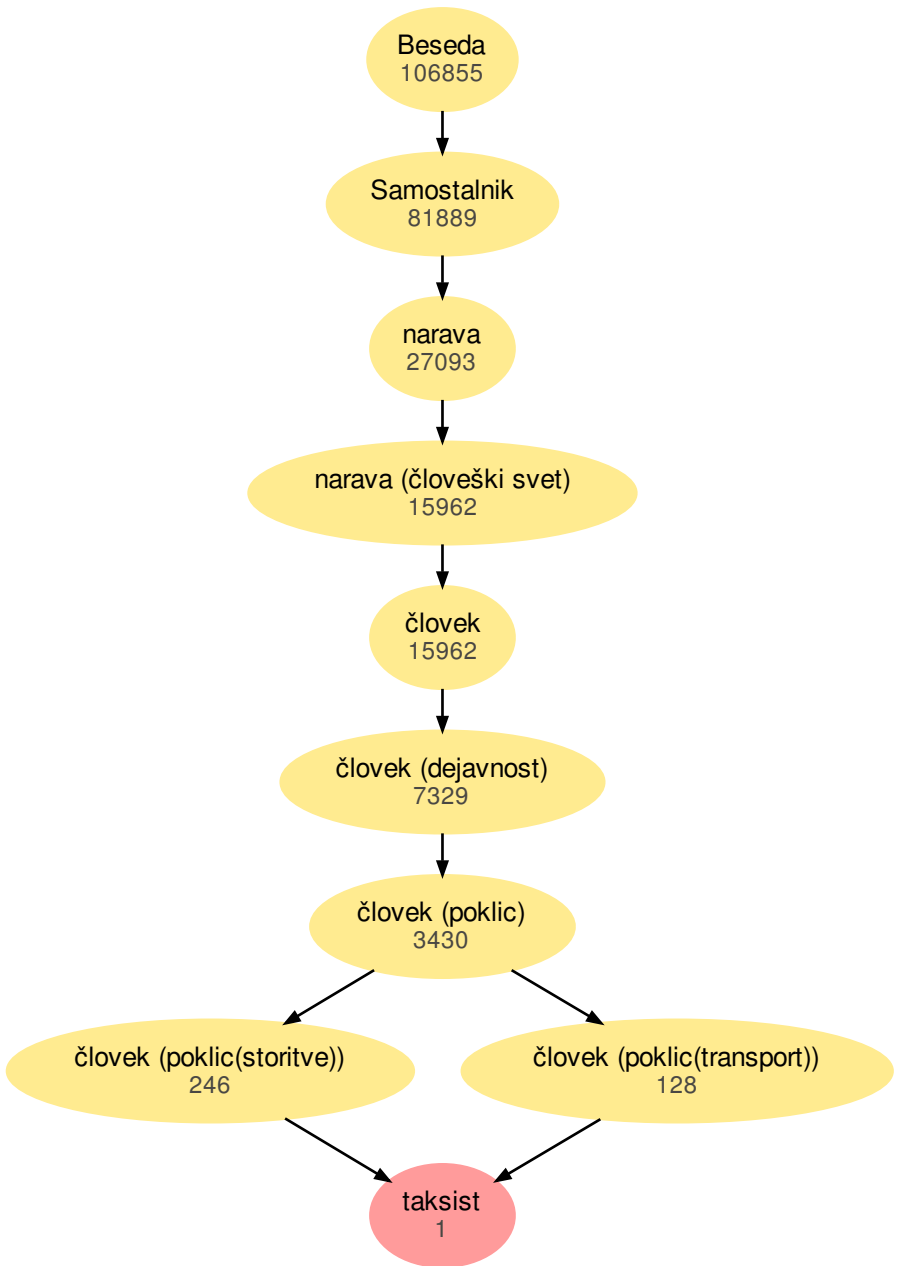 Beseda
106855
Samostalnik
81889
narava
27093
narava (človeški svet)
15962
človek
15962
človek (dejavnost)
7329
človek (poklic)
3430
človek (poklic(storitve))
246
človek (poklic(transport))
128
taksist
1